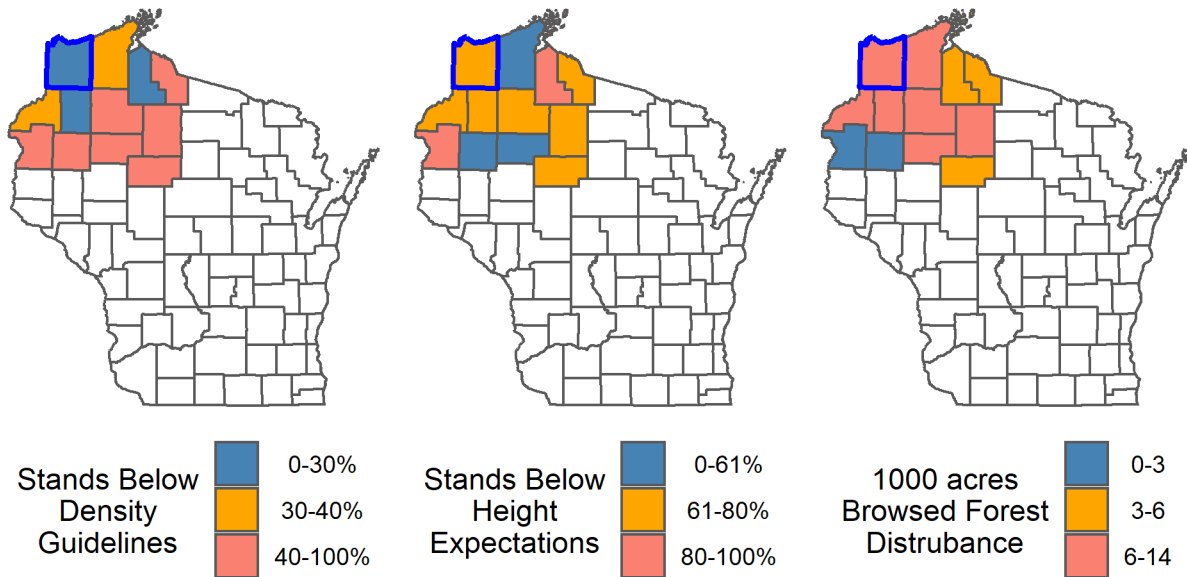 Stands Below
Density
Guidelines
0-30%
30-40%
40-100%
Stands Below
Height
Expectations
0-61%
61-80%
80-100%
1000 acres
Browsed Forest
Distrubance
0-3
3-6
6-14